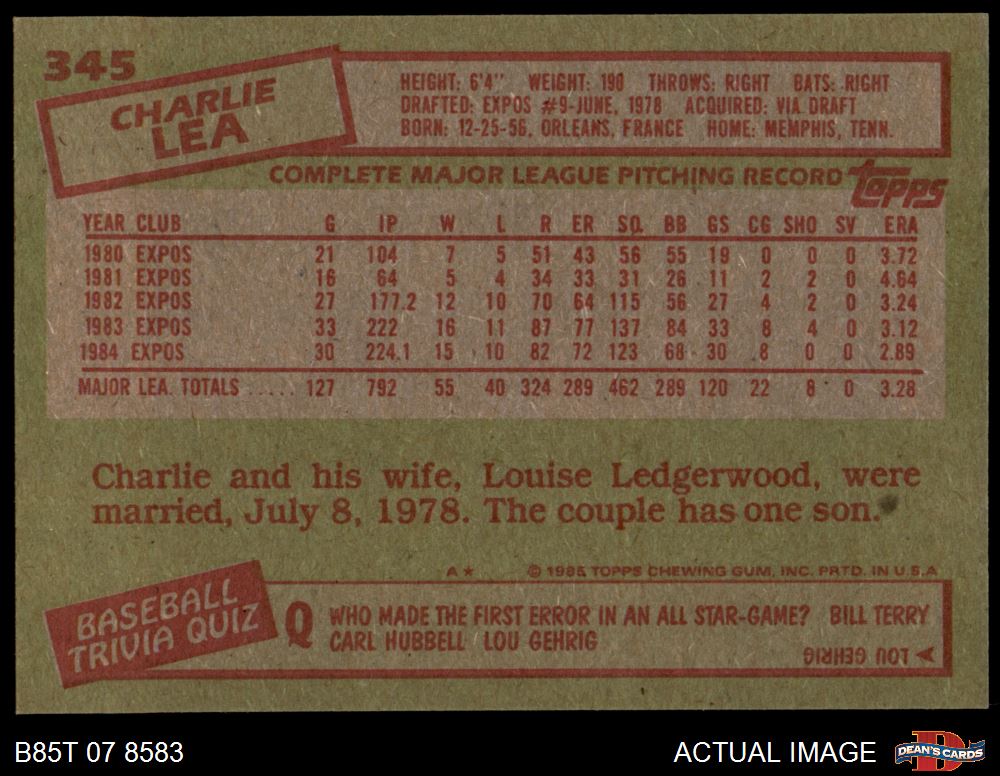 345
CHARLIE
LEA
HEIGHT: 6'4" WEIGHT: 190 THROWS: RIGHT BATS: RIGHT
DRAFTED: EXPOS #9-JUNE, 1978 ACQUIRED: VIA DRAFT
BORN: 12-25-56, ORLEANS, FRANCE HOME: MEMPHIS, TENN.
COMPLETE MAJOR LEAGUE PITCHING RECORD topps
YEAR CLUB G IP W L R ER SO. BB GS CG SHO SV ERA
1980 EXPOS 21 104 7 5 51 43 56 55 19 0 0 0 3.72
1981 EXPOS 16 64 5 4 34 33 31 26 11 2 2 0 4.64
1982 EXPOS 27 177.2 12 10 70 64 115 56 27 4 2 0 3.24
1983 EXPOS 33 222 16 11 87 77 137 84 33 8 4 0 3.12
1984 EXPOS 30 224.1 15 10 82 72 123 68 30 8 0 0 2.89
MAJOR LEA. TOTALS ..... 127 792 55 40 324 289 462 289 120 22 8 0 3.28
Charlie and his wife, Louise Ledgerwood, were
married, July 8, 1978. The couple has one son.
A★ © 1985 TOPPS CHEWING GUM, INC. PRTD. IN U.S.A
BASEBALL
TRIVIA QUIZ
Q WHO MADE THE FIRST ERROR IN AN ALL STAR-GAME? BILL TERRY
CARL HUBBELL LOU GEHRIG
LOU GEHRIG
B85T 07 8583
ACTUAL IMAGE
D
DEAN'S CARDS